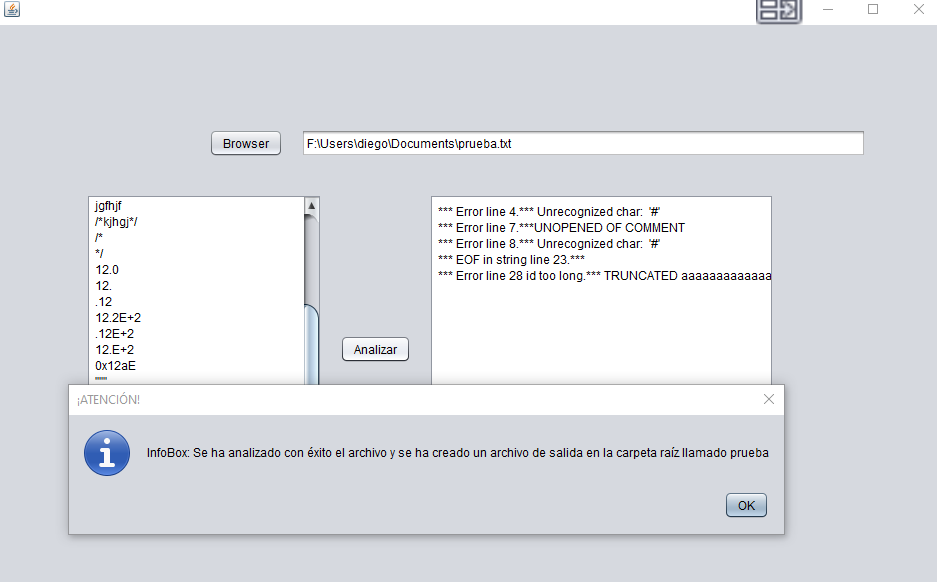 Browser
F:\Users\diego\Documents\prueba.txt
jgfhjf
/*kjhgj*/
/*
*/
12.0
12.
.12
12.2E+2
.12E+2
12.E+2
0x12aE
Analizar
*** Error line 4.*** Unrecognized char:  '#'
*** Error line 7.***UNOPENED OF COMMENT
*** Error line 8.*** Unrecognized char:  '#'
*** EOF in string line 23.***
*** Error line 28 id too long.*** TRUNCATED aaaaaaaaaaaaa
¡ATENCIÓN!
InfoBox: Se ha analizado con éxito el archivo y se ha creado un archivo de salida en la carpeta raíz llamado prueba
OK